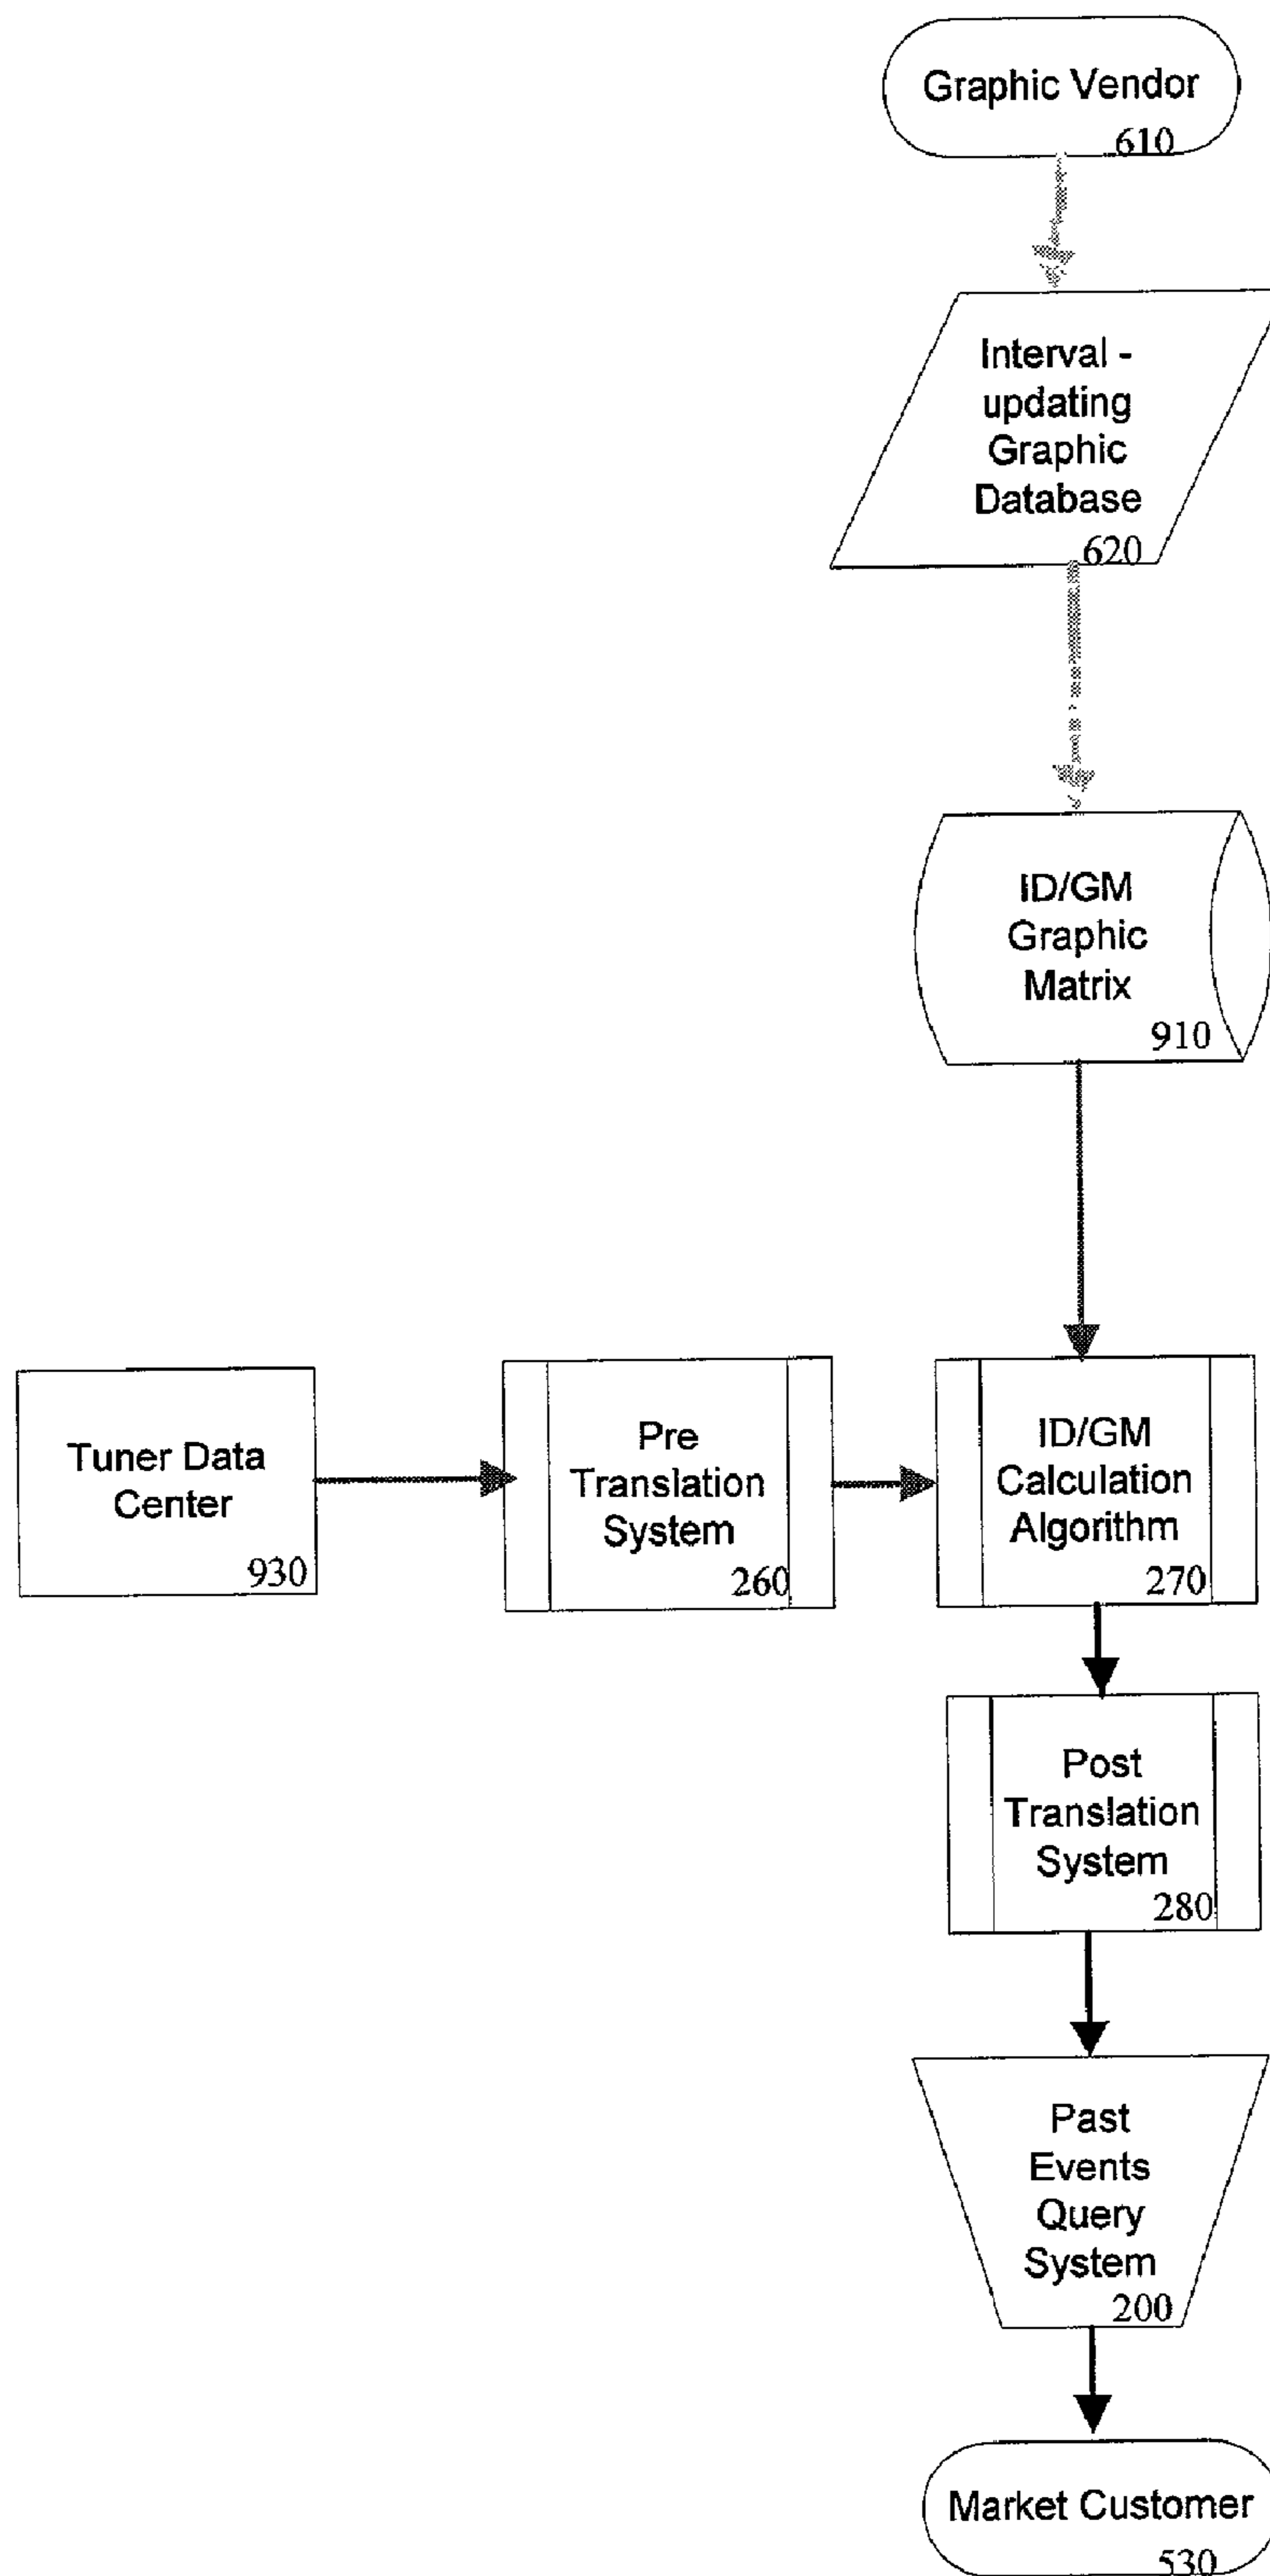 Graphic Vendor
610
Interval -
updating
Graphic
Database
620
ID/GM
Graphic
Matrix
910
Tuner Data
Center
930
Pre
Translation
System
260
ID/GM
Calculation
Algorithm
270
Post
Translation
System
280
Past
Events
Query
System
200
Market Customer
530